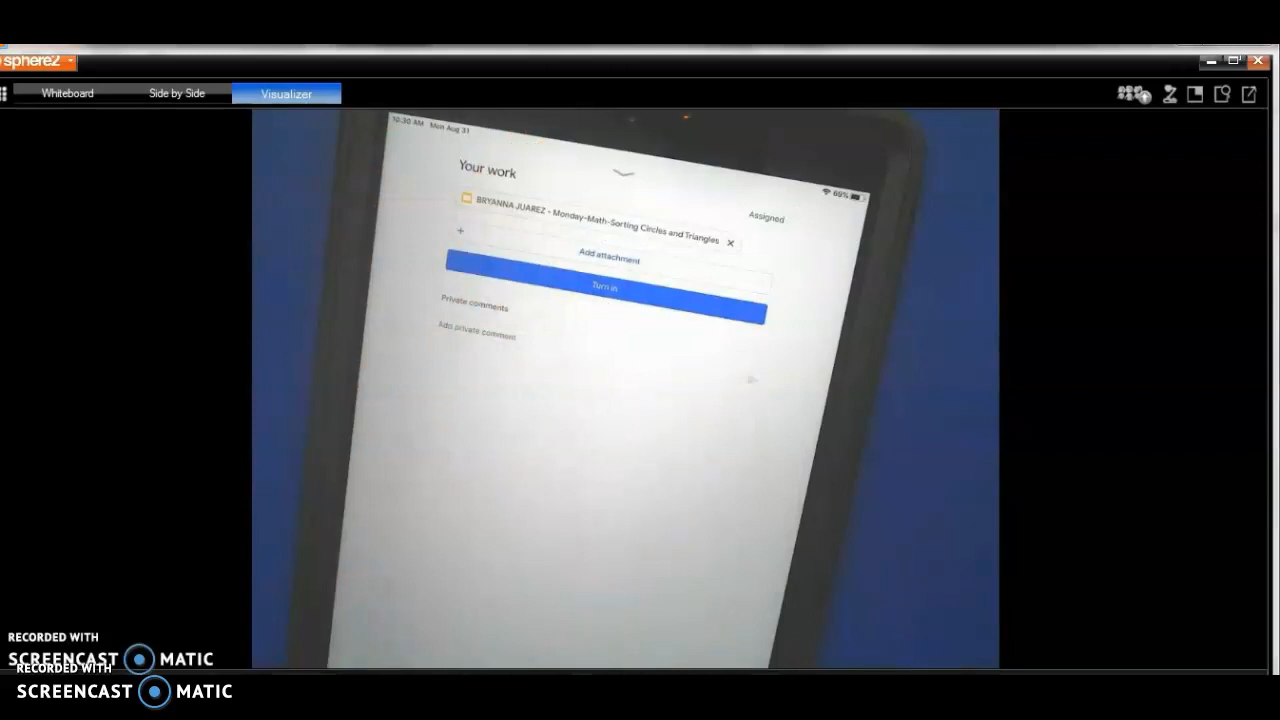 sphere2
Whiteboard Side by Side Visualizer
10:30 AM Mon Aug 31
66%
Your work
Assigned
BRYANNA JUAREZ - Monday-Math-Sorting Circles and Triangles
Add attachment
Turn in
Private comments
Add private comment
RECORDED WITH
SCREENCAST MATIC
RECORDED WITH
SCREENCAST MATIC